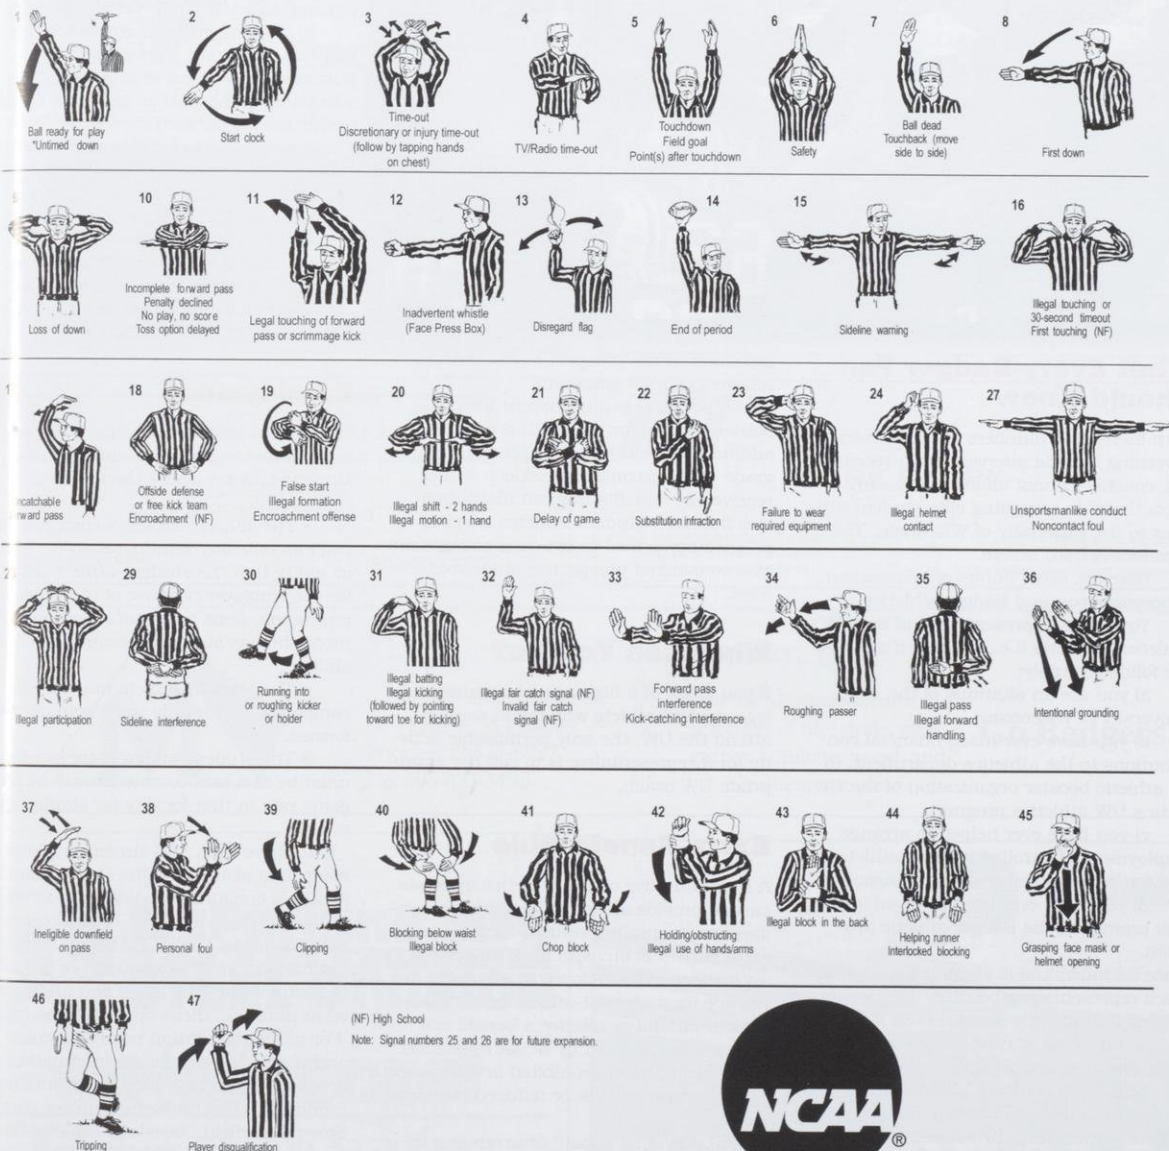 1
Ball ready for play
*Untimed down
2
Start clock
3
Time-out
Discretionary or injury time-out
(follow by tapping hands
on chest)
4
TV/Radio time-out
5
Touchdown
Field goal
Point(s) after touchdown
6
Safety
7
Ball dead
Touchback (move
side to side)
8
First down
9
Loss of down
10
Incomplete forward pass
Penalty declined
No play, no score
Toss option delayed
11
Legal touching of forward
pass or scrimmage kick
12
Inadvertent whistle
(Face Press Box)
13
Disregard flag
14
End of period
15
Sideline warning
16
Illegal touching or
30-second timeout
First touching (NF)
pass
18
Offside defense
or free kick team
Encroachment (NF)
19
False start
Illegal formation
Encroachment offense
20
Illegal shift - 2 hands
Illegal motion - 1 hand
21
Delay of game
22
Substitution infraction
23
Failure to wear
required equipment
24
Illegal helmet
contact
27
Unsportsmanlike conduct
Noncontact foul
Illegal participation
29
Sideline interference
30
Running into
or roughing kicker
or holder
31
Illegal batting
Illegal kicking
(followed by pointing
toward toe for kicking)
32
Illegal fair catch signal (NF)
Invalid fair catch
signal (NF)
33
Forward pass
interference
Kick-catching interference
34
Roughing passer
35
Illegal pass
Illegal forward
handling
36
Intentional grounding
37
Ineligible downfield
on pass
38
Personal foul
39
Clipping
40
Blocking below waist
Illegal block
41
Chop block
42
Holding/obstructing
Illegal use of hands/arms
43
Illegal block in the back
44
Helping runner
Interlocked blocking
45
Grasping face mask or
helmet opening
46
Tripping
47
Player disqualification
(NF) High School
Note: Signal numbers 25 and 26 are for future expansion.
NCAA
®